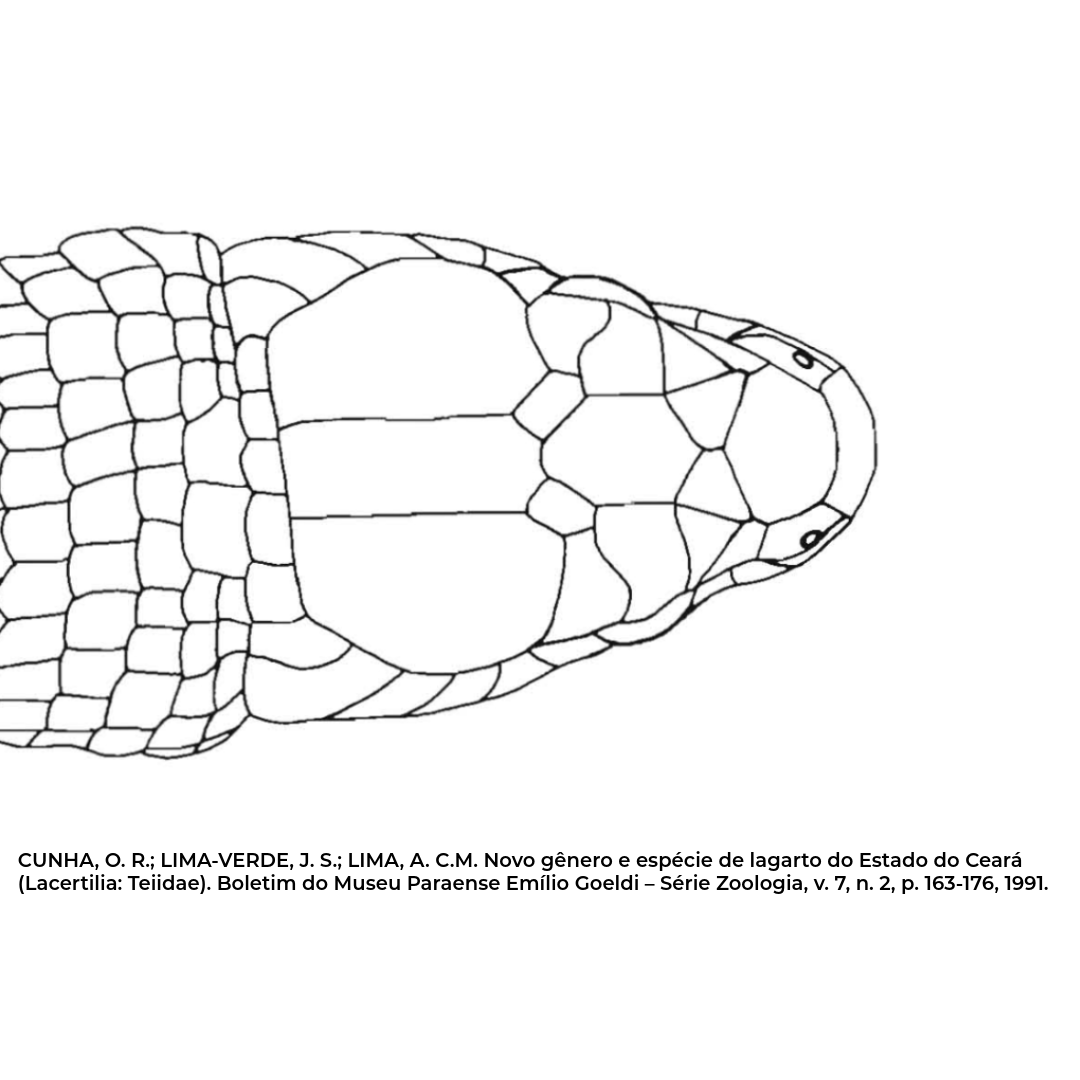 CUNHA, O. R.; LIMA-VERDE, J. S.; LIMA, A. C.M. Novo gênero e espécie de lagarto do Estado do Ceará
(Lacertilia: Teiidae). Boletim do Museu Paraense Emílio Goeldi – Série Zoologia, v. 7, n. 2, p. 163-176, 1991.